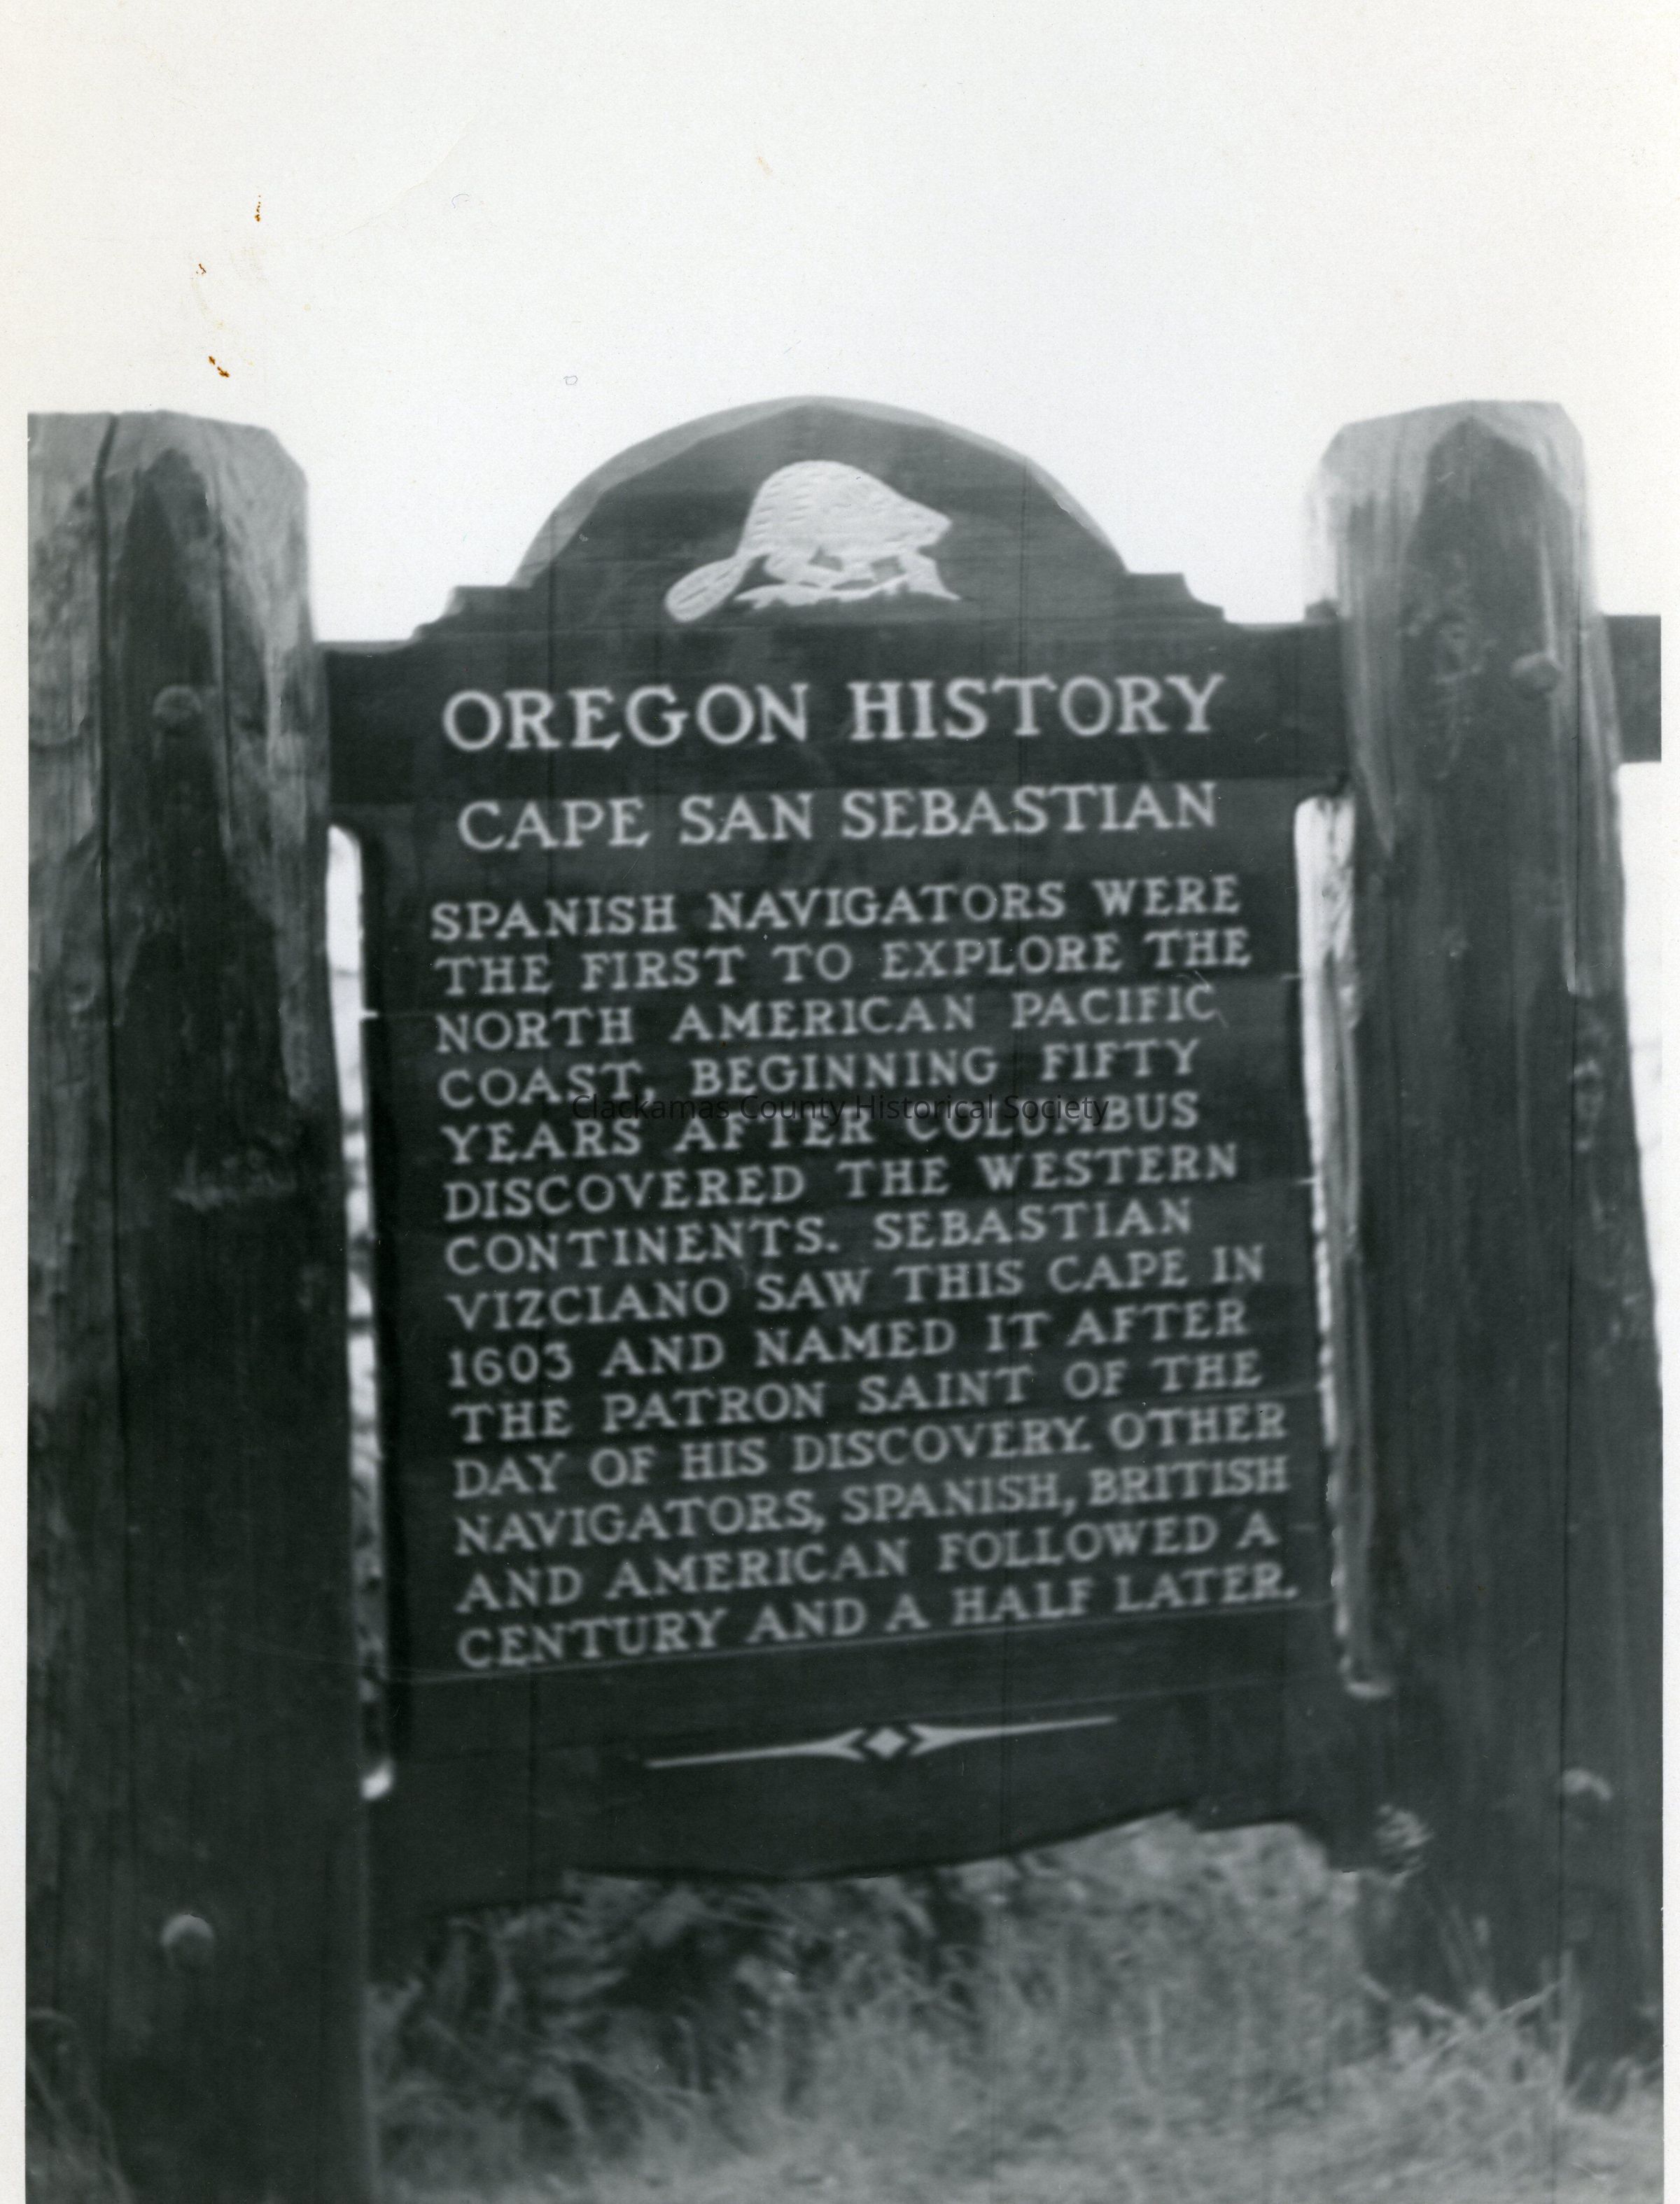 OREGON HISTORY
CAPE SAN SEBASTIAN
SPANISH NAVIGATORS WERE
THE FIRST TO EXPLORE THE
NORTH AMERICAN PACIFIC
COAST, BEGINNING FIFTY
Clackamas County Historical Society
YEARS AFTER COLUMBUS
DISCOVERED THE WESTERN
CONTINENTS. SEBASTIAN
VIZCIANO SAW THIS CAPE IN
1603 AND NAMED IT AFTER
THE PATRON SAINT OF THE
DAY OF HIS DISCOVERY. OTHER
NAVIGATORS, SPANISH, BRITISH
AND AMERICAN FOLLOWED A
CENTURY AND A HALF LATER.